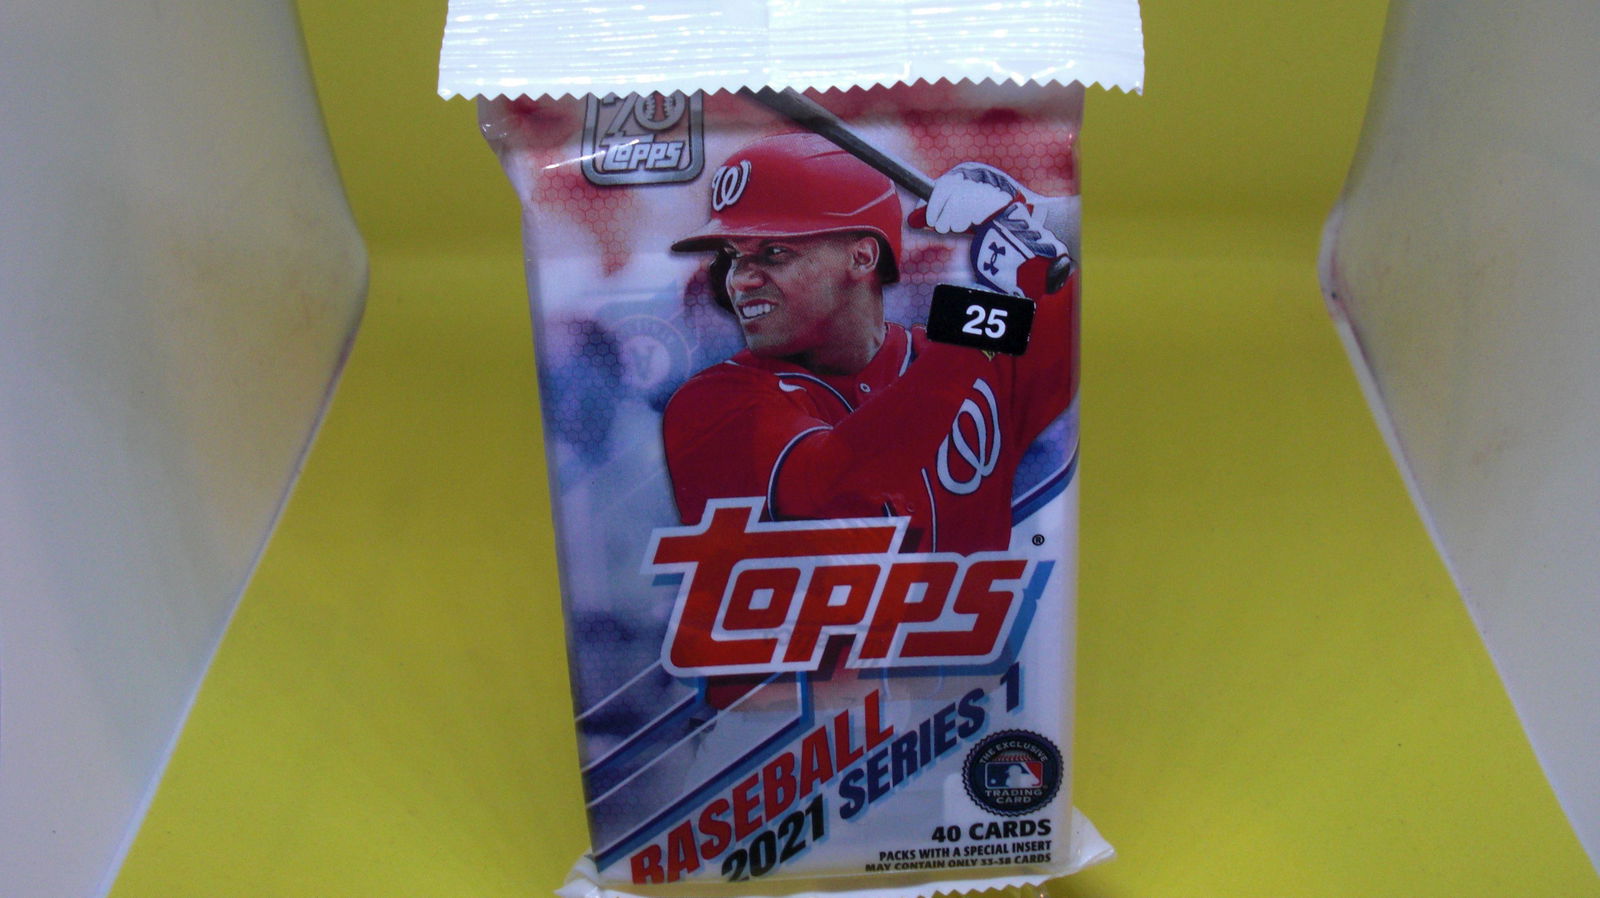 70
topps
W
25
W
topps®
BASEBALL
2021 SERIES 1
THE EXCLUSIVE
TRADING
CARD
40 CARDS
PACKS WITH A SPECIAL INSERT
MAY CONTAIN ONLY 33-38 CARDS